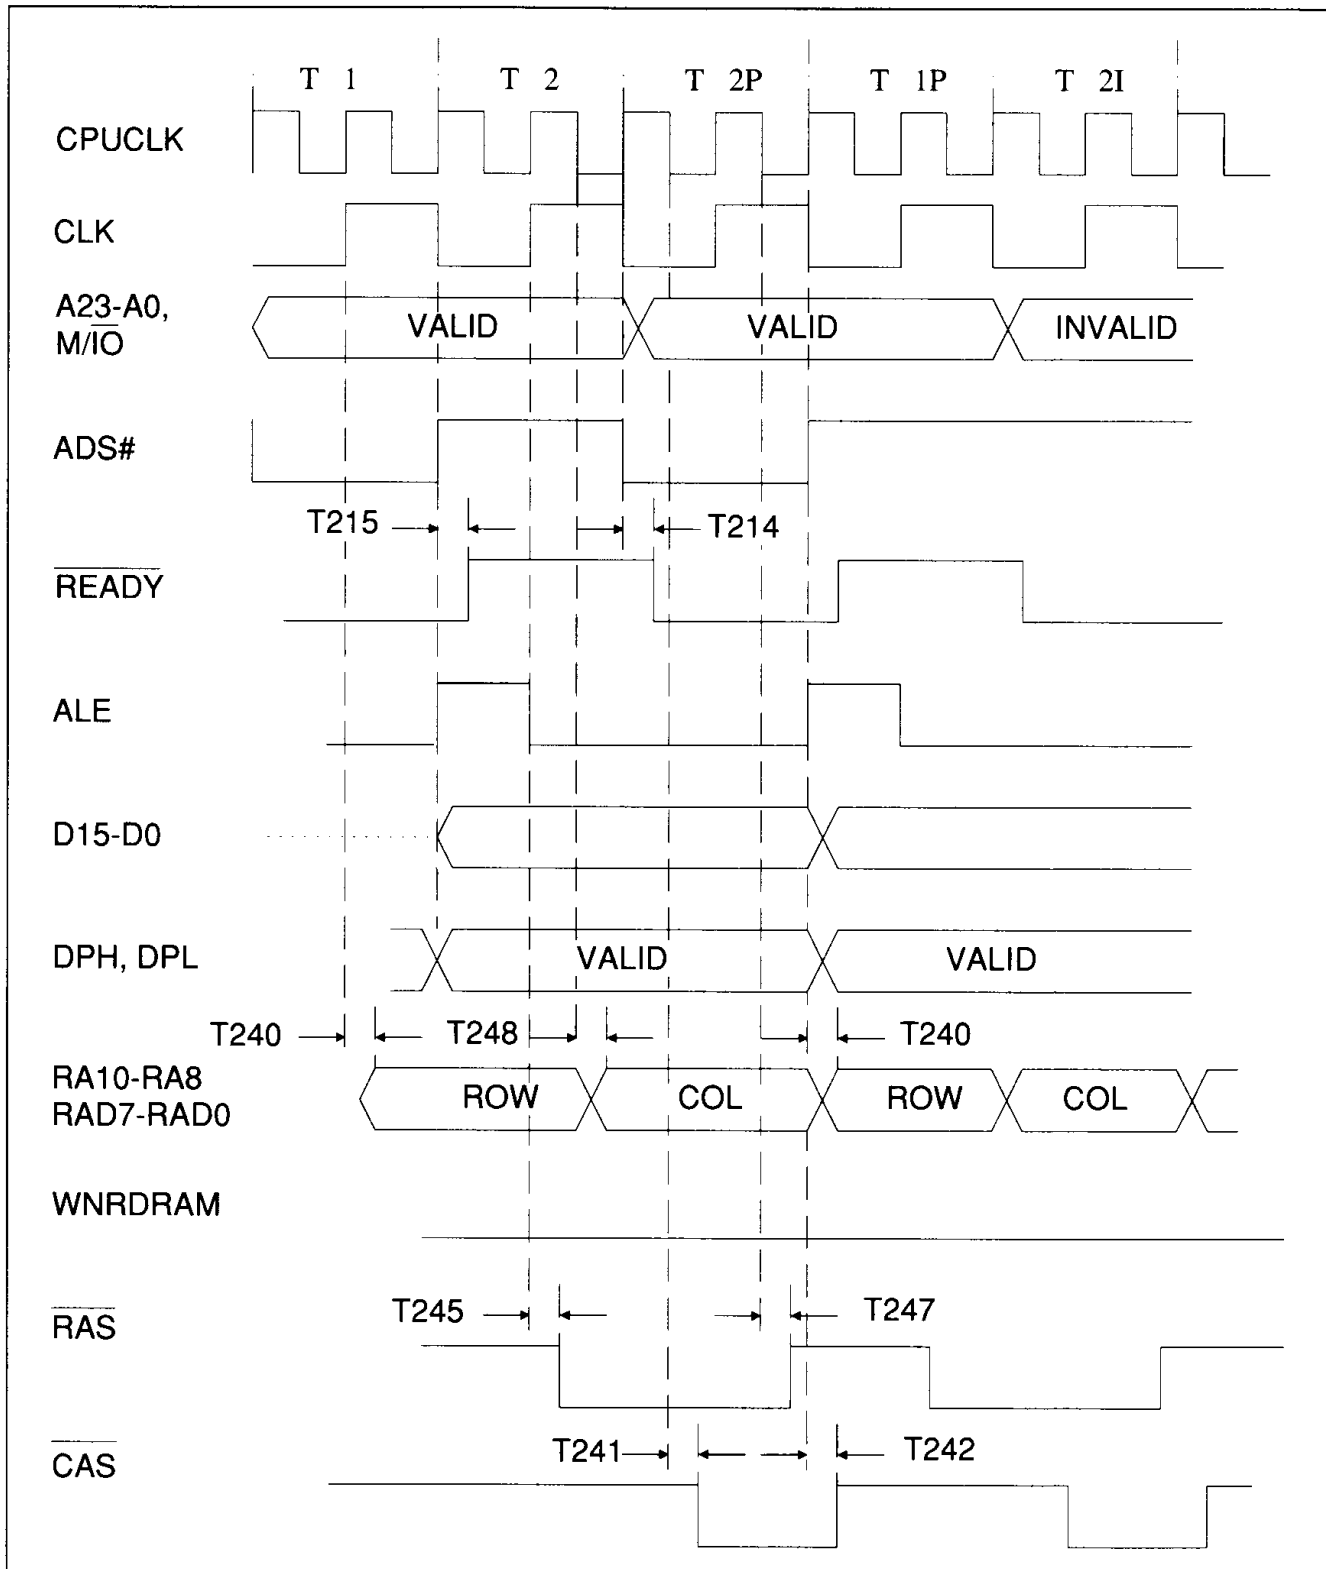 T 1 T 2 T 2P T 1P T 2I
CPUCLK
CLK
A23-A0,
M/IO
VALID VALID INVALID
ADS#
T215 T214
READY
ALE
D15-D0
DPH, DPL VALID VALID
T240 T248 T240
RA10-RA8
RAD7-RAD0
ROW COL ROW COL
WNRDRAM
T245 T247
RAS
T241 T242
CAS